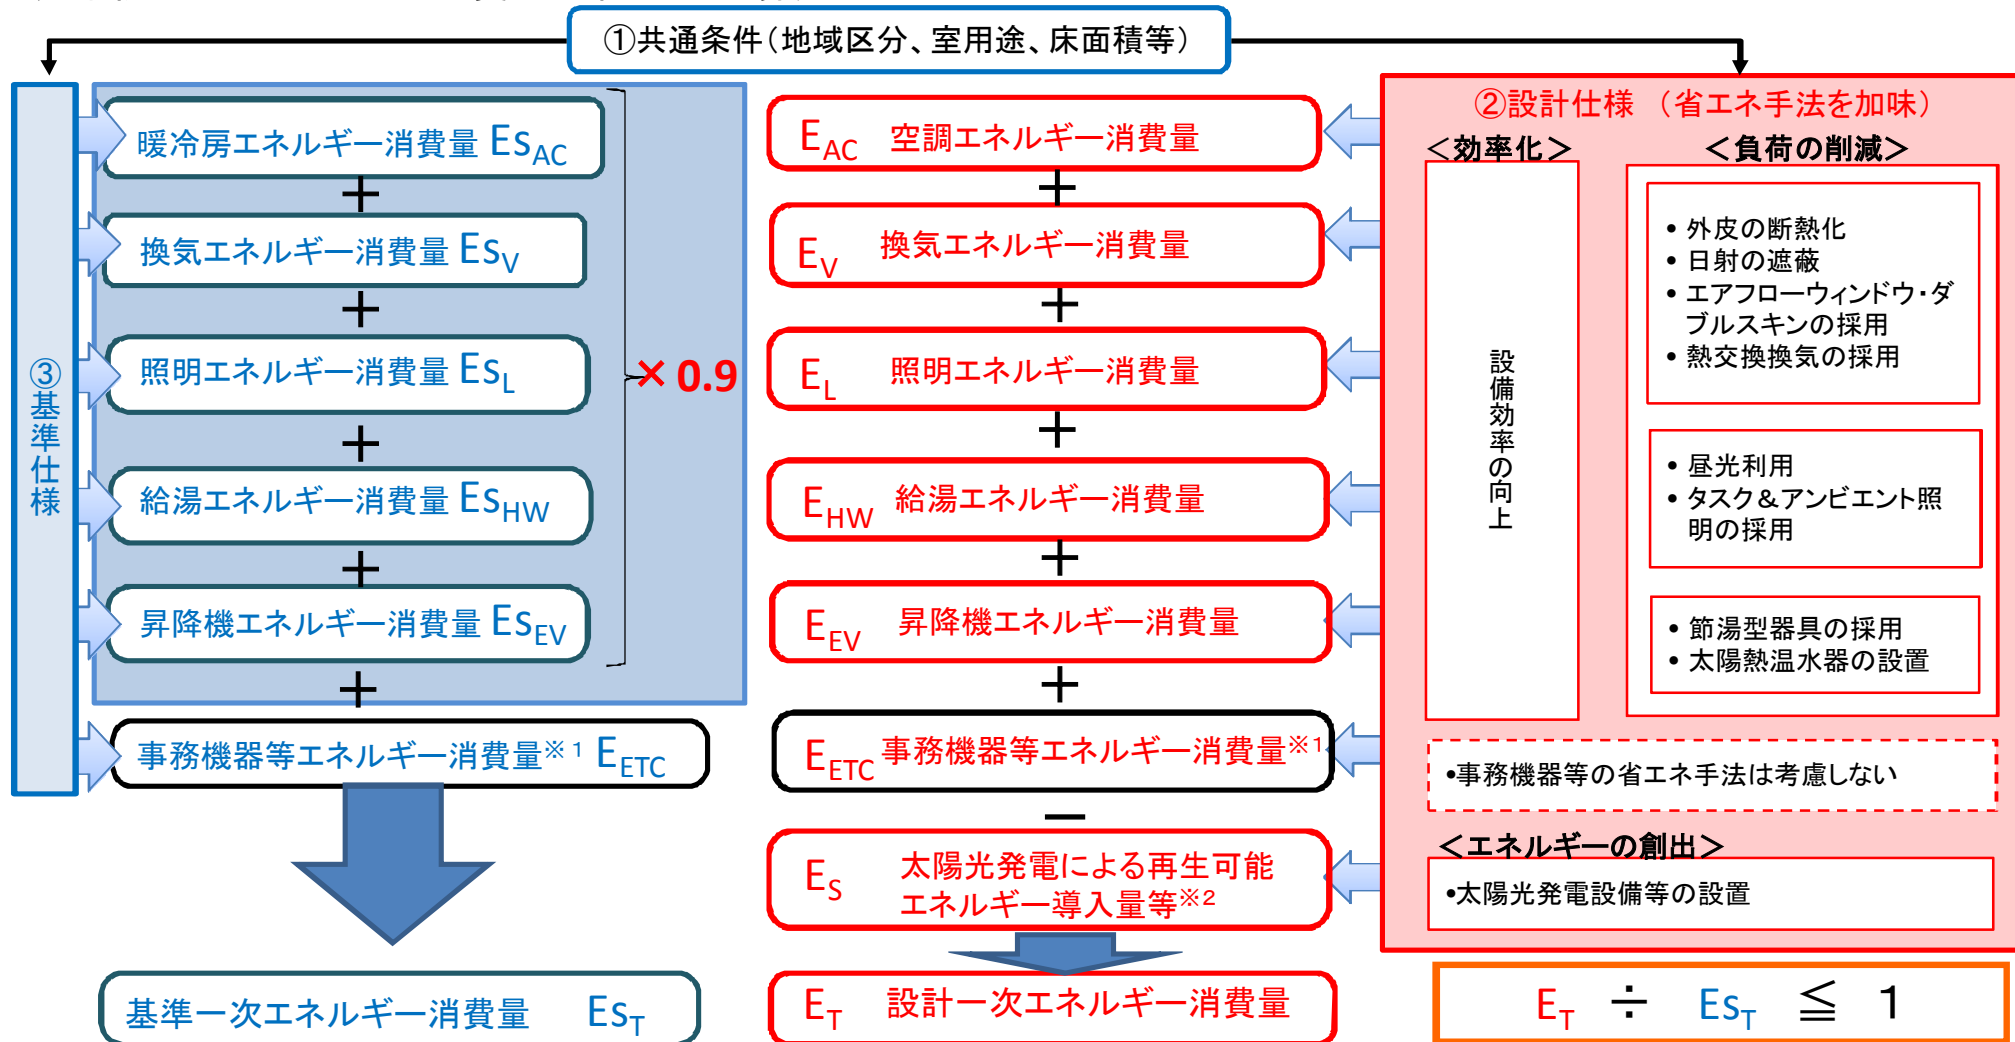 ①共通条件（地域区分、室用途、床面積等）
③基準仕様
暖冷房エネルギー消費量 EsAC
＋
換気エネルギー消費量 EsV
＋
照明エネルギー消費量 EsL
＋
給湯エネルギー消費量 EsHW
＋
昇降機エネルギー消費量 EsEV
× 0.9
＋
事務機器等エネルギー消費量※1 EETC
基準一次エネルギー消費量 EsT
EAC 空調エネルギー消費量
＋
EV 換気エネルギー消費量
＋
EL 照明エネルギー消費量
＋
EHW 給湯エネルギー消費量
＋
EEV 昇降機エネルギー消費量
＋
EETC 事務機器等エネルギー消費量※1
－
ES 太陽光発電による再生可能
エネルギー導入量等※2
ET 設計一次エネルギー消費量
②設計仕様 （省エネ手法を加味）
＜効率化＞
設備効率の向上
＜負荷の削減＞
• 外皮の断熱化
• 日射の遮蔽
• エアフローウィンドウ・ダ
ブルスキンの採用
• 熱交換換気の採用
• 昼光利用
• タスク＆アンビエント照
明の採用
• 節湯型器具の採用
• 太陽熱温水器の設置
•事務機器等の省エネ手法は考慮しない
＜エネルギーの創出＞
•太陽光発電設備等の設置
ET ÷ EsT ≦ 1